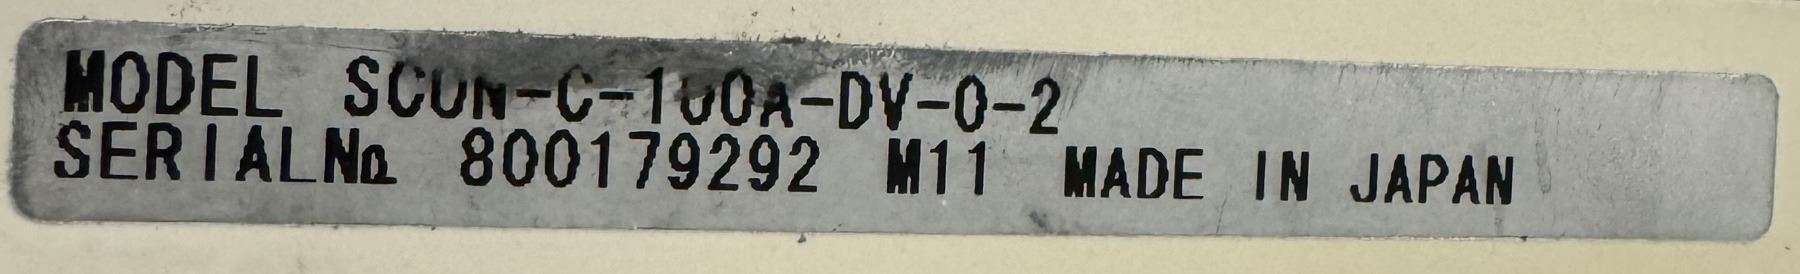 MODEL SCON-C-100A-DV-0-2
SERIAL№ 800179292 M11 MADE IN JAPAN